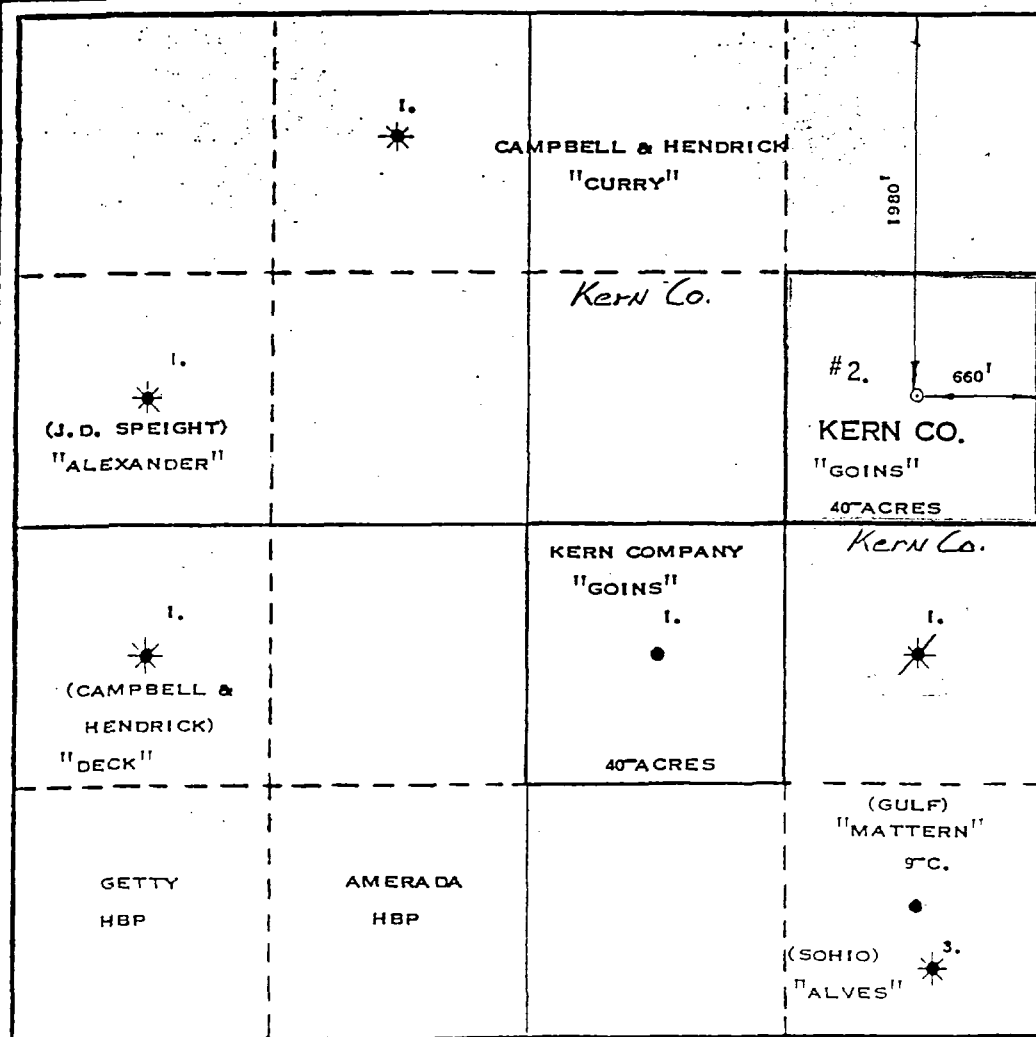 1.
CAMPBELL & HENDRICK
"CURRY"
1980'
Kern Co.
1.
(J.D. SPEIGHT)
"ALEXANDER"
#2.
660'
KERN CO.
"GOINS"
40-ACRES
Kern Co.
KERN COMPANY
"GOINS"
1.
40-ACRES
1.
1.
(CAMPBELL &
HENDRICK)
"DECK"
GETTY
HBP
AMERADA
HBP
(GULF)
"MATTERN"
9-C.
(SOHIO)
"ALVES"
3.